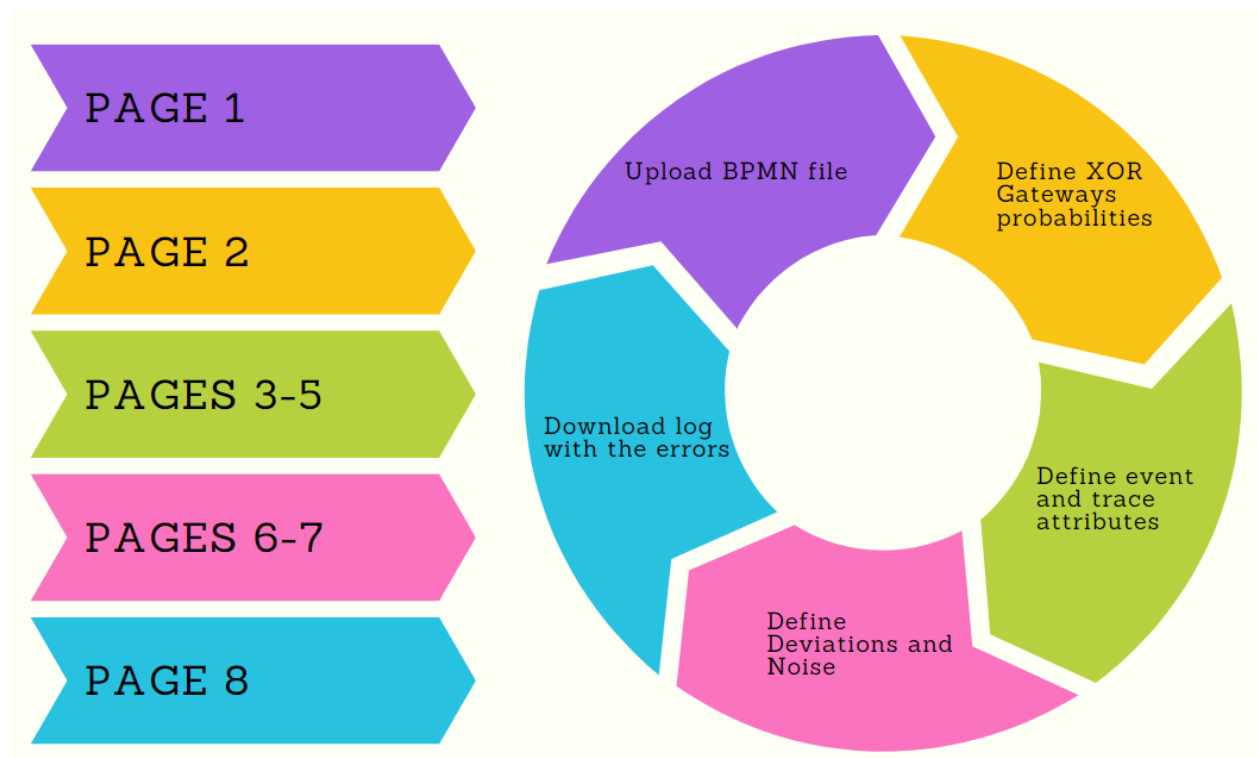 PAGE 1
PAGE 2
PAGES 3-5
PAGES 6-7
PAGE 8
Upload BPMN file
Define XOR
Gateways
probabilities
Define event
and trace
attributes
Define
Deviations and
Noise
Download log
with the errors